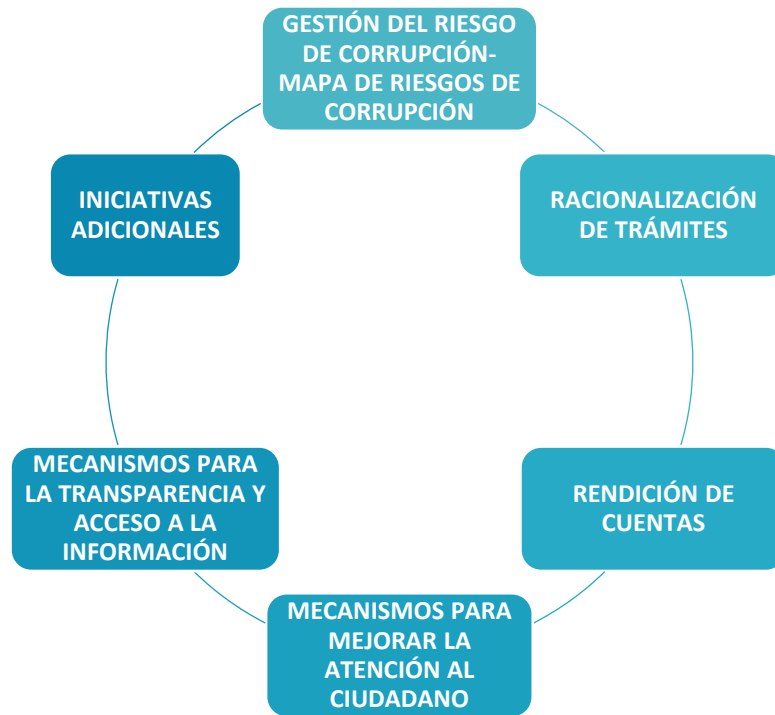 GESTIÓN DEL RIESGO
DE CORRUPCIÓN-
MAPA DE RIESGOS DE
CORRUPCIÓN
RACIONALIZACIÓN
DE TRÁMITES
RENDICIÓN DE
CUENTAS
MECANISMOS PARA
MEJORAR LA
ATENCIÓN AL
CIUDADANO
MECANISMOS PARA
LA TRANSPARENCIA Y
ACCESO A LA
INFORMACIÓN
INICIATIVAS
ADICIONALES